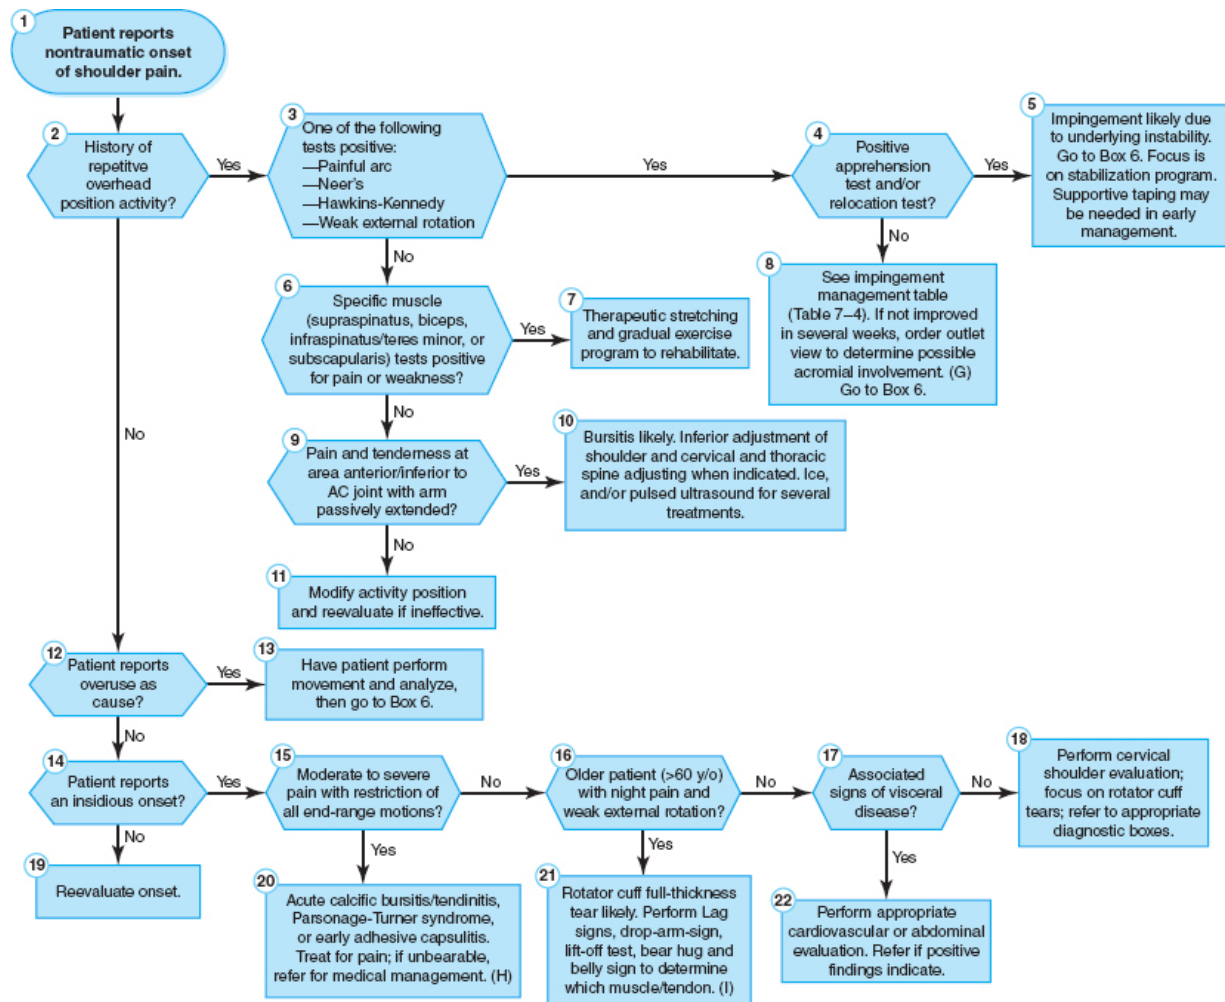 1
Patient reports
nontraumatic onset
of shoulder pain.
2
History of
repetitive overhead
position activity?
Yes
3
One of the following
tests positive:
—Painful arc
—Neer's
—Hawkins-Kennedy
—Weak external rotation
Yes
4
Positive
apprehension
test and/or
relocation test?
Yes
5
Impingement likely due
to underlying instability.
Go to Box 6. Focus is
on stabilization program.
Supportive taping may
be needed in early
management.
No
No
6
Specific muscle
(supraspinatus, biceps,
infraspinatus/teres minor, or
subscapularis) tests positive
for pain or weakness?
Yes
7
Therapeutic stretching
and gradual exercise
program to rehabilitate.
8
See impingement
management table
(Table 7–4). If not improved
in several weeks, order outlet
view to determine possible
acromial involvement. (G)
Go to Box 6.
No
No
9
Pain and tenderness at
area anterior/inferior to
AC joint with arm
passively extended?
Yes
10
Bursitis likely. Inferior adjustment of
shoulder and cervical and thoracic
spine adjusting when indicated. Ice,
and/or pulsed ultrasound for several
treatments.
No
11
Modify activity position
and reevaluate if ineffective.
12
Patient reports
overuse as
cause?
Yes
13
Have patient perform
movement and analyze,
then go to Box 6.
No
14
Patient reports
an insidious onset?
Yes
15
Moderate to severe
pain with restriction of
all end-range motions?
No
16
Older patient (>60 y/o)
with night pain and
weak external rotation?
No
17
Associated
signs of visceral
disease?
No
18
Perform cervical
shoulder evaluation;
focus on rotator cuff
tears; refer to appropriate
diagnostic boxes.
No
Yes
Yes
Yes
19
Reevaluate onset.
20
Acute calcific bursitis/tendinitis,
Parsonage-Turner syndrome,
or early adhesive capsulitis.
Treat for pain; if unbearable,
refer for medical management. (H)
21
Rotator cuff full-thickness
tear likely. Perform Lag
signs, drop-arm-sign,
lift-off test, bear hug and
belly sign to determine
which muscle/tendon. (I)
22
Perform appropriate
cardiovascular or abdominal
evaluation. Refer if positive
findings indicate.